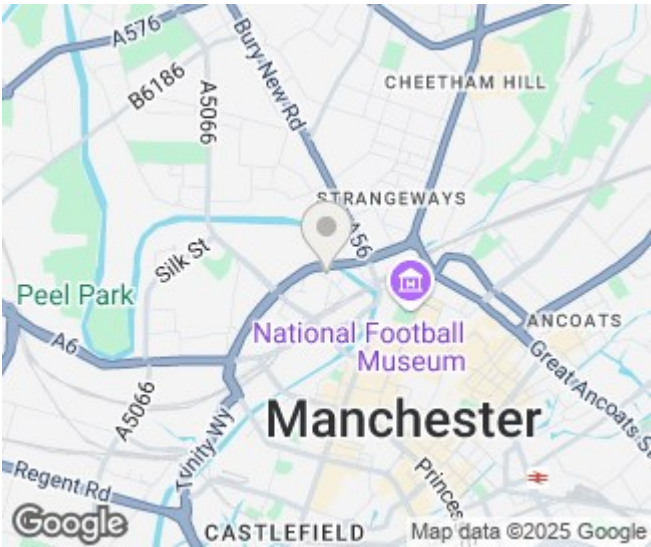 A576
Bury New Rd
CHEETHAM HILL
B6186
A5066
STRANGEWAYS
A56
Silk St
Peel Park
National Football
Museum
ANCOATS
A6
Great Ancoats St
A5066
Trinity Wy
Manchester
Princes
Regent Rd
Google
CASTLEFIELD
Map data ©2025 Google